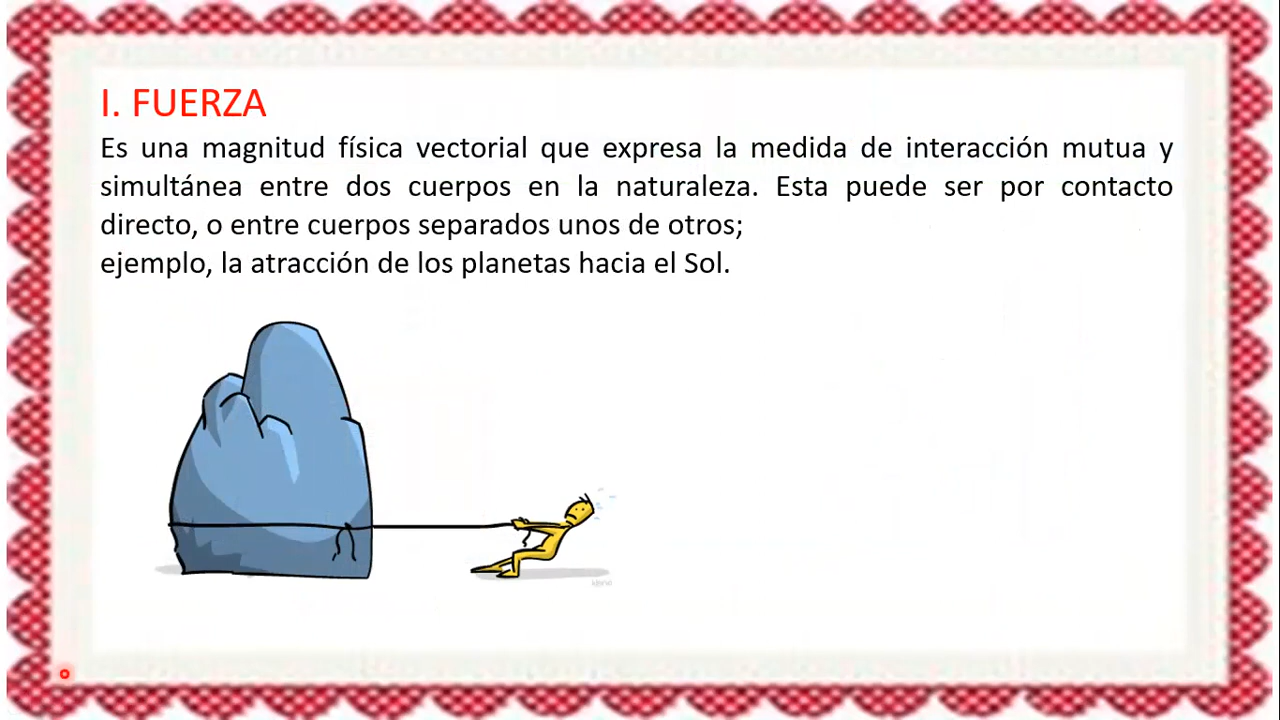 I. FUERZA
Es una magnitud física vectorial que expresa la medida de interacción mutua y
simultánea entre dos cuerpos en la naturaleza. Esta puede ser por contacto
directo, o entre cuerpos separados unos de otros;
ejemplo, la atracción de los planetas hacia el Sol.